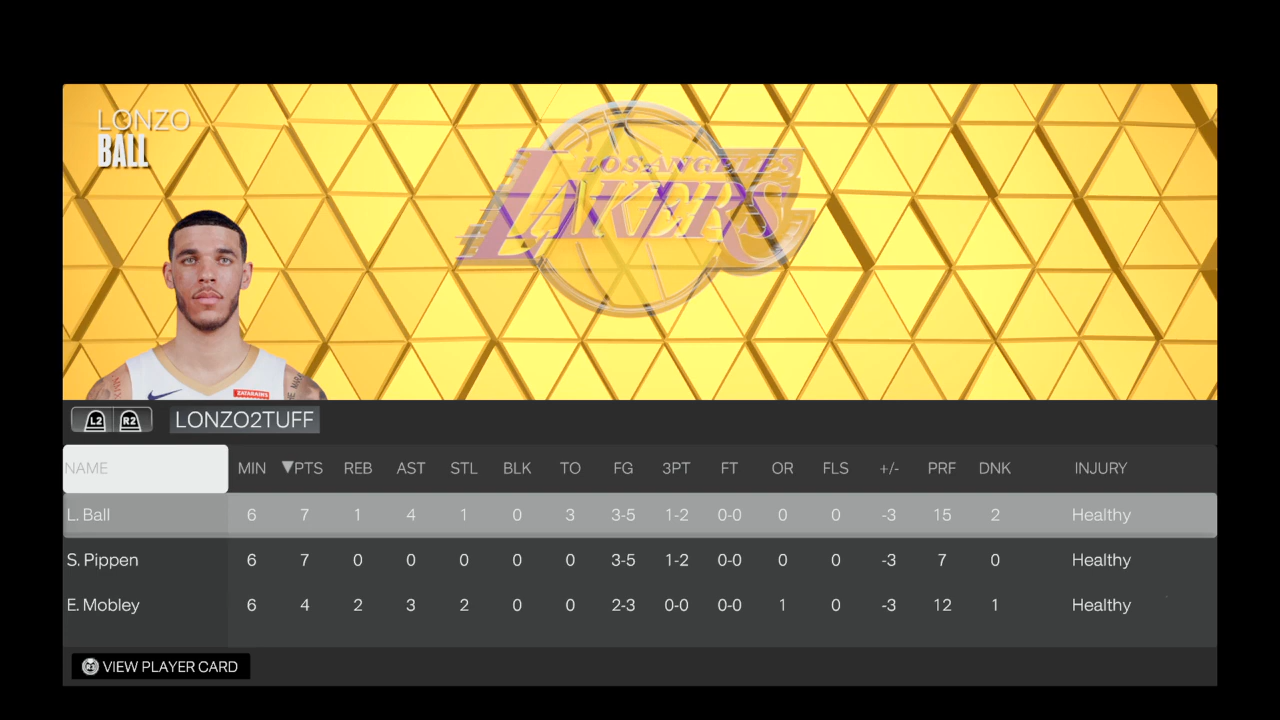 LONZO
BALL
LOS ANGELES
LAKERS
ZATARAIN'S
L2 R2 LONZO2TUFF
NAME MIN ▼PTS REB AST STL BLK TO FG 3PT FT OR FLS +/- PRF DNK INJURY
L. Ball 6 7 1 4 1 0 3 3-5 1-2 0-0 0 0 -3 15 2 Healthy
S. Pippen 6 7 0 0 0 0 0 3-5 1-2 0-0 0 0 -3 7 0 Healthy
E. Mobley 6 4 2 3 2 0 0 2-3 0-0 0-0 1 0 -3 12 1 Healthy
VIEW PLAYER CARD